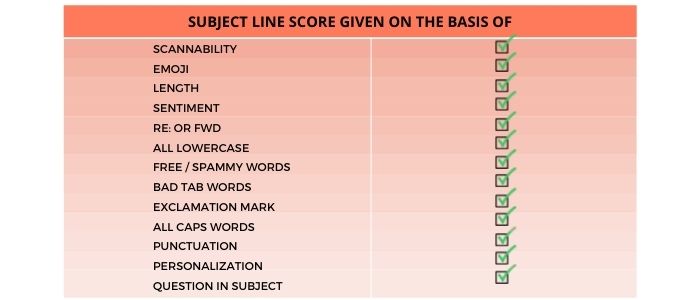 SUBJECT LINE SCORE GIVEN ON THE BASIS OF
SCANNABILITY
EMOJI
LENGTH
SENTIMENT
RE: OR FWD
ALL LOWERCASE
FREE / SPAMMY WORDS
BAD TAB WORDS
EXCLAMATION MARK
ALL CAPS WORDS
PUNCTUATION
PERSONALIZATION
QUESTION IN SUBJECT